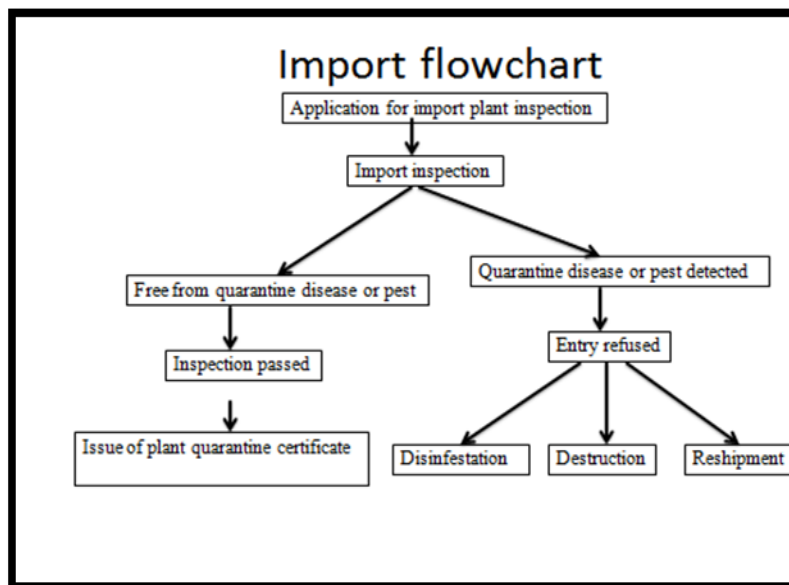 Import flowchart
Application for import plant inspection
Import inspection
Free from quarantine disease or pest
Quarantine disease or pest detected
Inspection passed
Entry refused
Issue of plant quarantine certificate
Disinfestation
Destruction
Reshipment